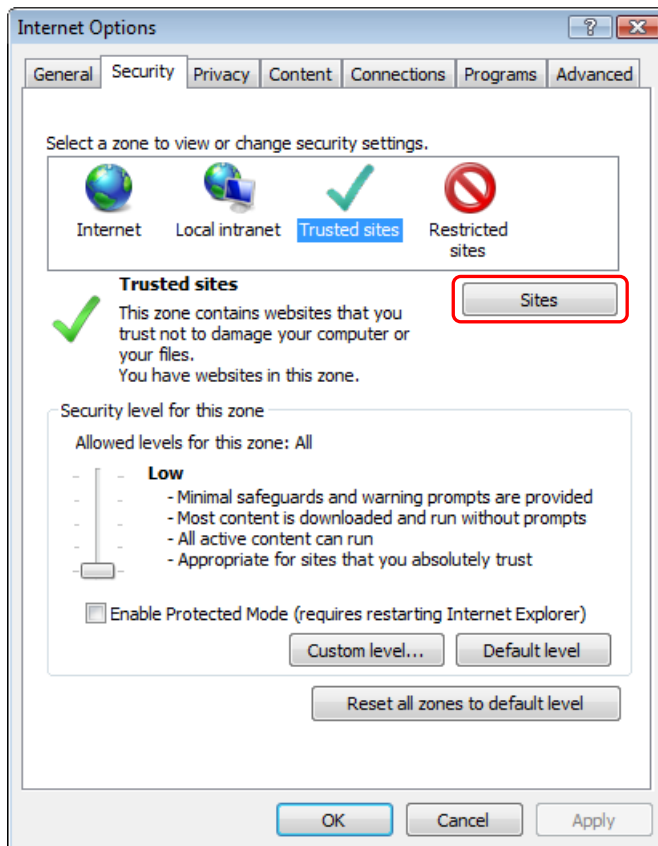 Internet Options
General Security Privacy Content Connections Programs Advanced
Select a zone to view or change security settings.
Internet Local intranet Trusted sites Restricted
sites
Trusted sites
Sites
This zone contains websites that you
trust not to damage your computer or
your files.
You have websites in this zone.
Security level for this zone
Allowed levels for this zone: All
Low
- Minimal safeguards and warning prompts are provided
- Most content is downloaded and run without prompts
- All active content can run
- Appropriate for sites that you absolutely trust
Enable Protected Mode (requires restarting Internet Explorer)
Custom level... Default level
Reset all zones to default level
OK Cancel Apply